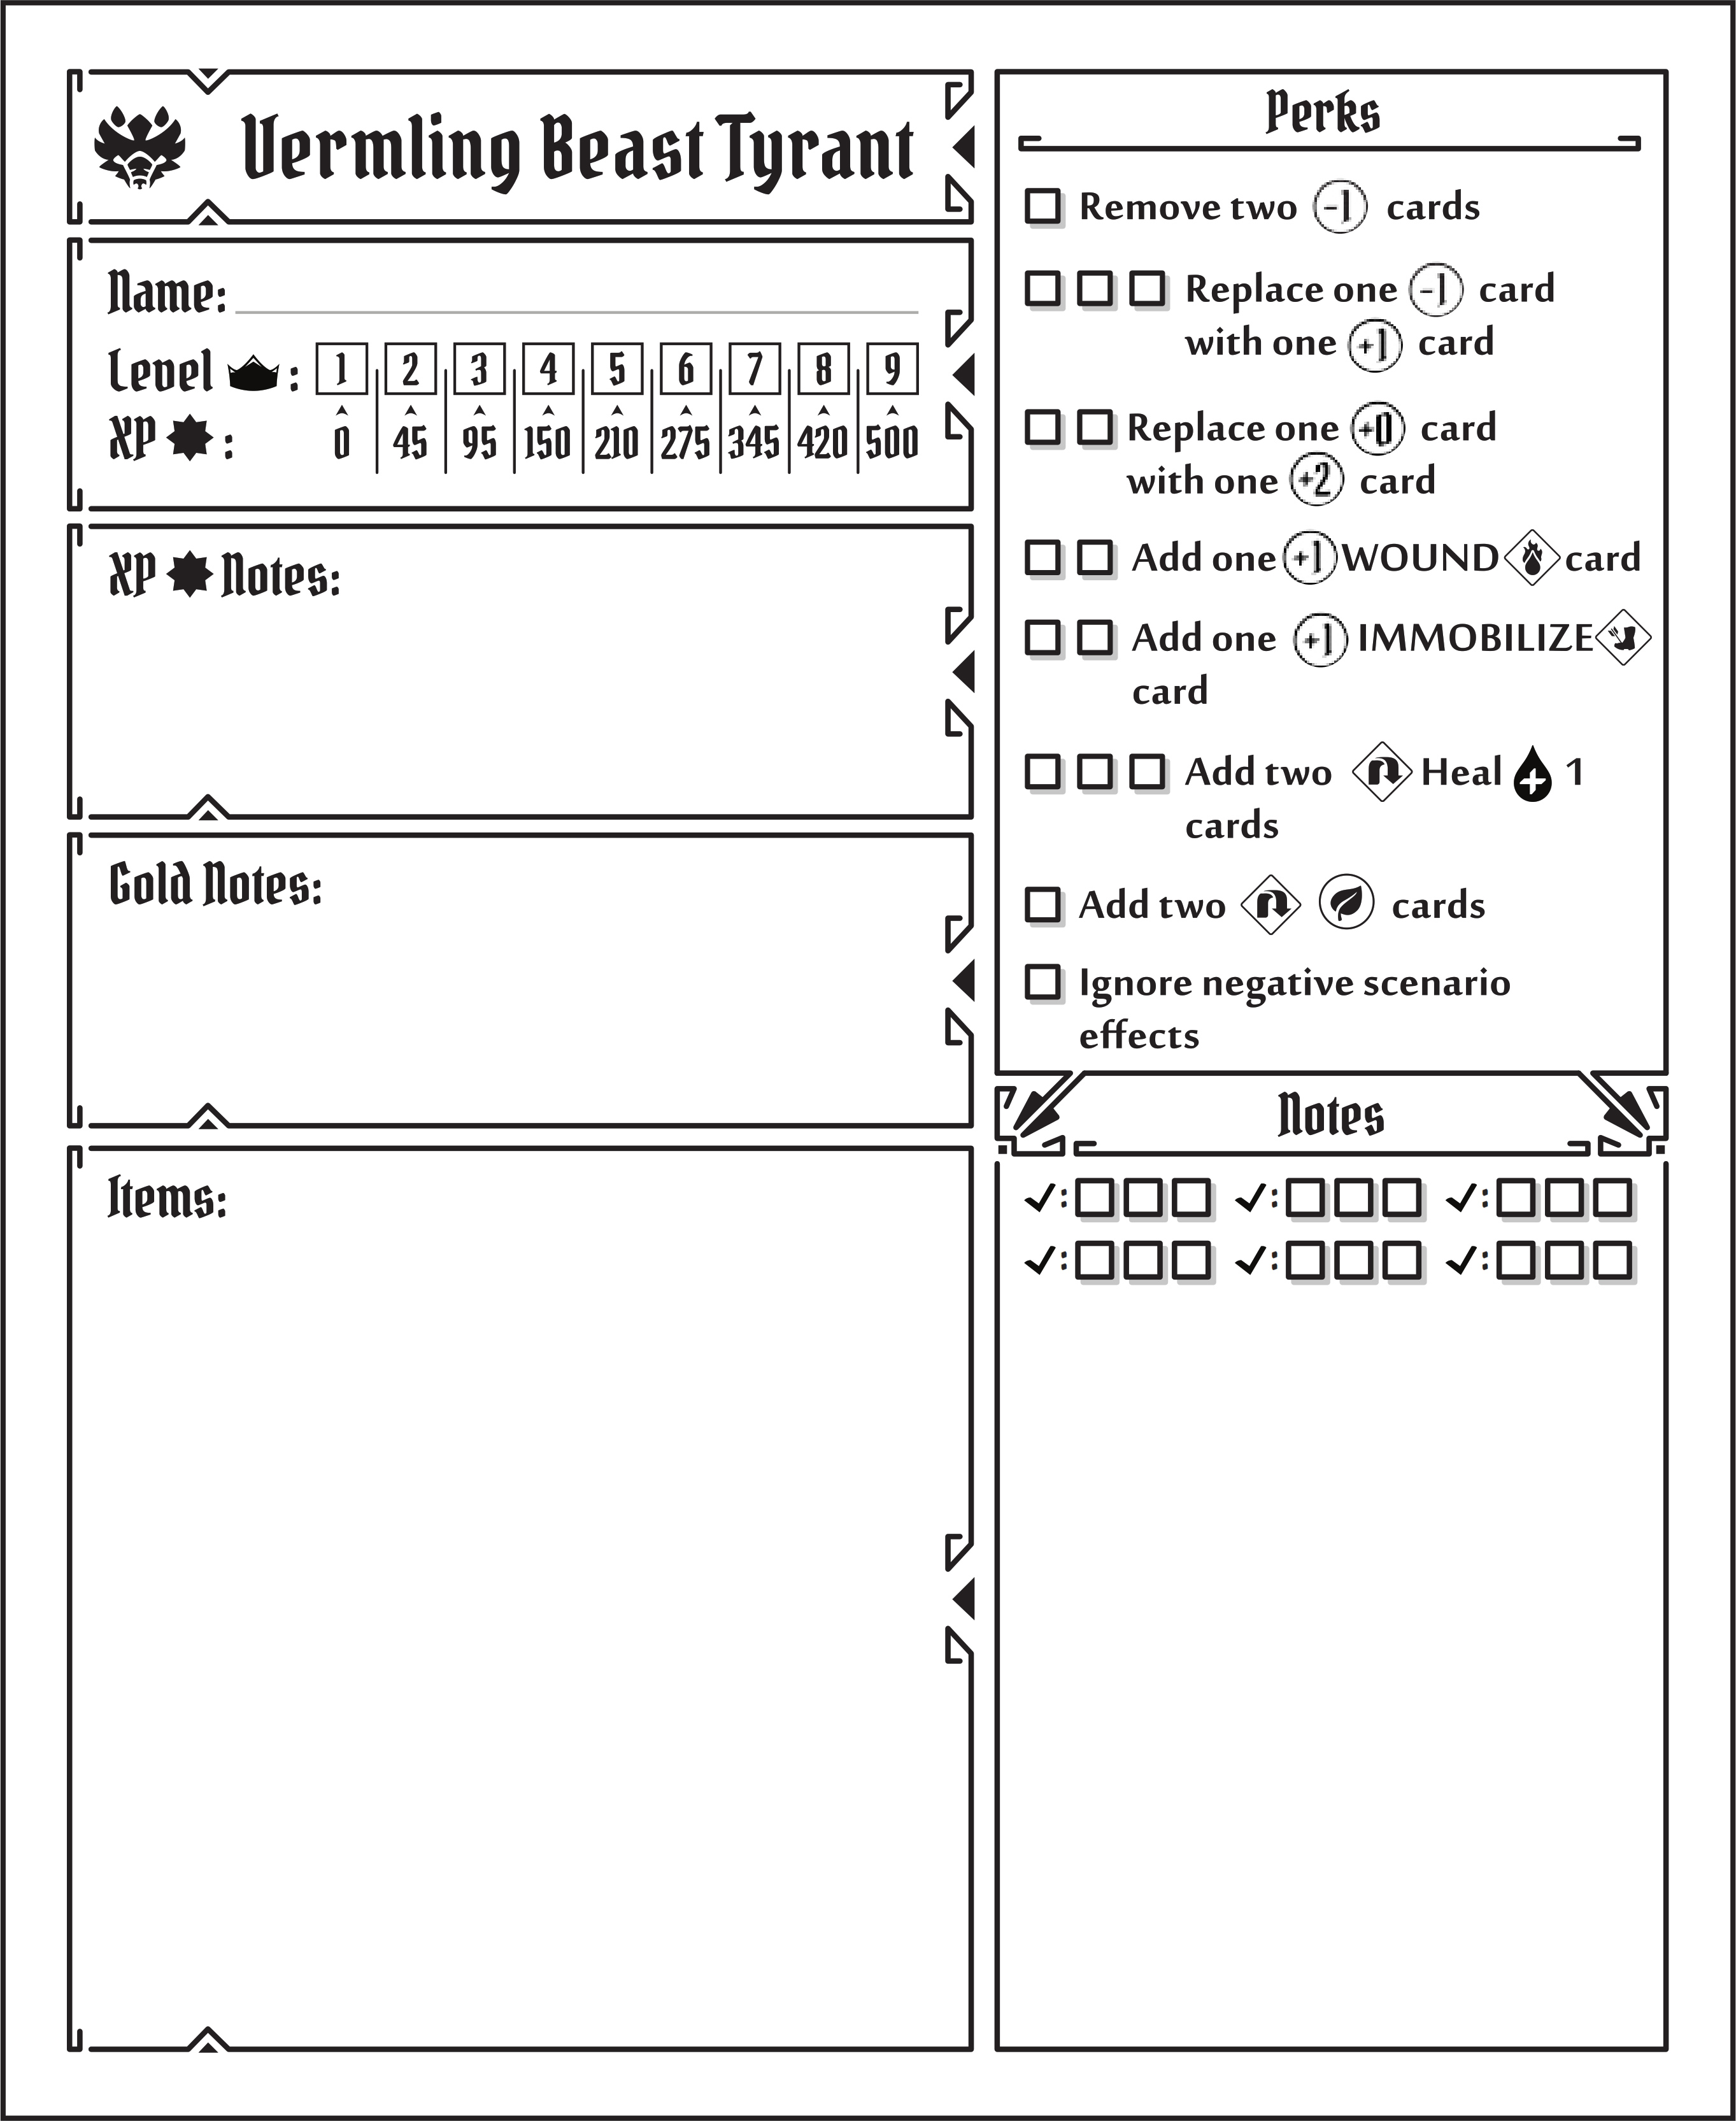 Vermling Beast Tyrant
Name:
Level :
1 2 3 4 5 6 7 8 9
XP :
0 45 95 150 210 275 345 420 500
XP Notes:
Gold Notes:
Items:
Perks
Remove two -1 cards
Replace one -1 card
with one +1 card
Replace one +0 card
with one +2 card
Add one +1 WOUND card
Add one +1 IMMOBILIZE
card
Add two Heal 1
cards
Add two cards
Ignore negative scenario
effects
Notes
✓: ✓: ✓:
✓: ✓: ✓: